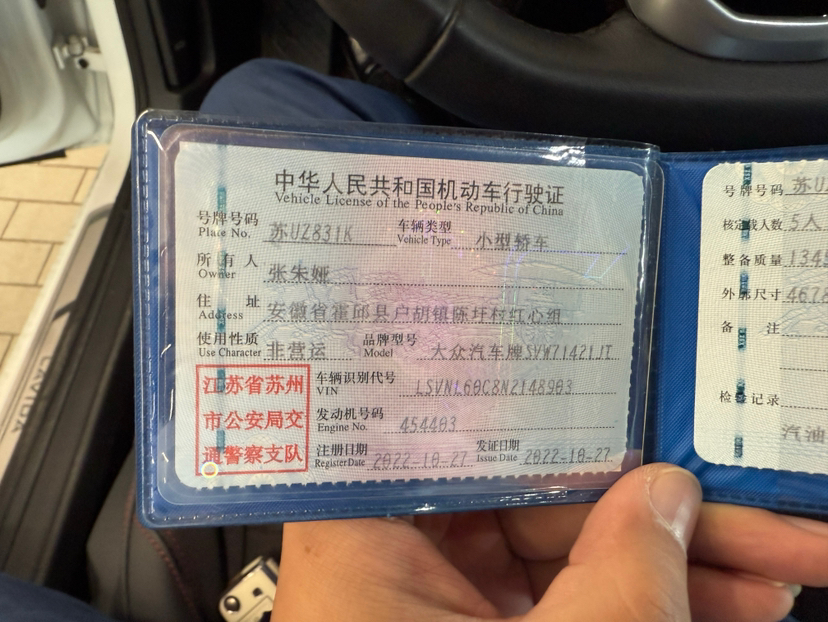 中华人民共和国机动车行驶证
Vehicle License of the People's Republic of China
号牌号码 Plate No. 苏UZ831K 车辆类型 Vehicle Type 小型轿车
所有人 Owner 张朱娅
住址 Address 安徽省霍邱县户胡镇陈圩村红心组
使用性质 Use Character 非营运 品牌型号 Model 大众汽车牌SVW71421JT
江苏省苏州
市公安局交
通警察支队
车辆识别代号 VIN LSVNL60C8N2148903
发动机号码 Engine No. 454403
注册日期 Register Date 2022-10-27 发证日期 Issue Date 2022-10-27
号牌号码 苏U
核定载人数 5人
整备质量 134
外廓尺寸 467
备注
检验记录
汽油